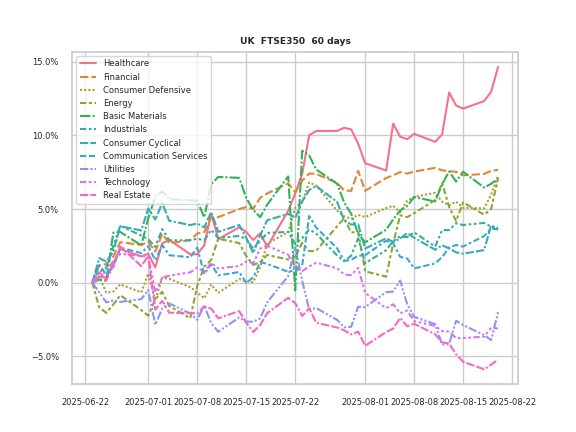 UK  FTSE350  60 days
15.0%
10.0%
5.0%
0.0%
−5.0%
Healthcare
Financial
Consumer Defensive
Energy
Basic Materials
Industrials
Consumer Cyclical
Communication Services
Utilities
Technology
Real Estate
2025-06-22
2025-07-01
2025-07-08
2025-07-15
2025-07-22
2025-08-01
2025-08-08
2025-08-15
2025-08-22